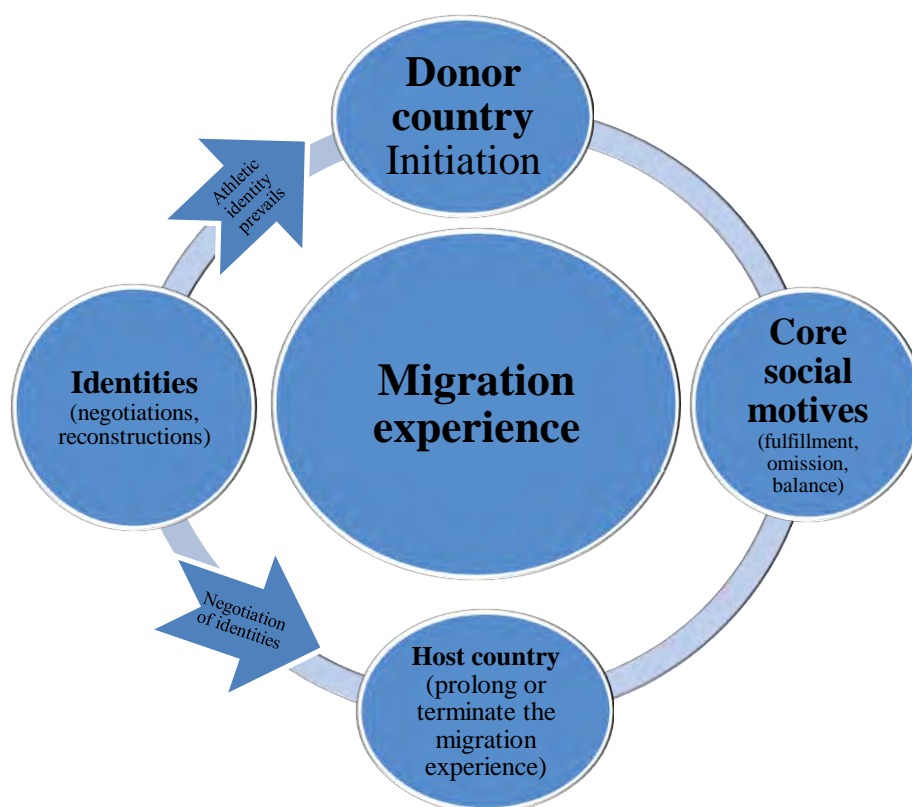 Donor
country
Initiation
Athletic
identity
prevails
Identities
(negotiations,
reconstructions)
Migration
experience
Core
social
motives
(fulfillment,
omission,
balance)
Negotiation
of identities
Host country
(prolong or
terminate the
migration
experience)